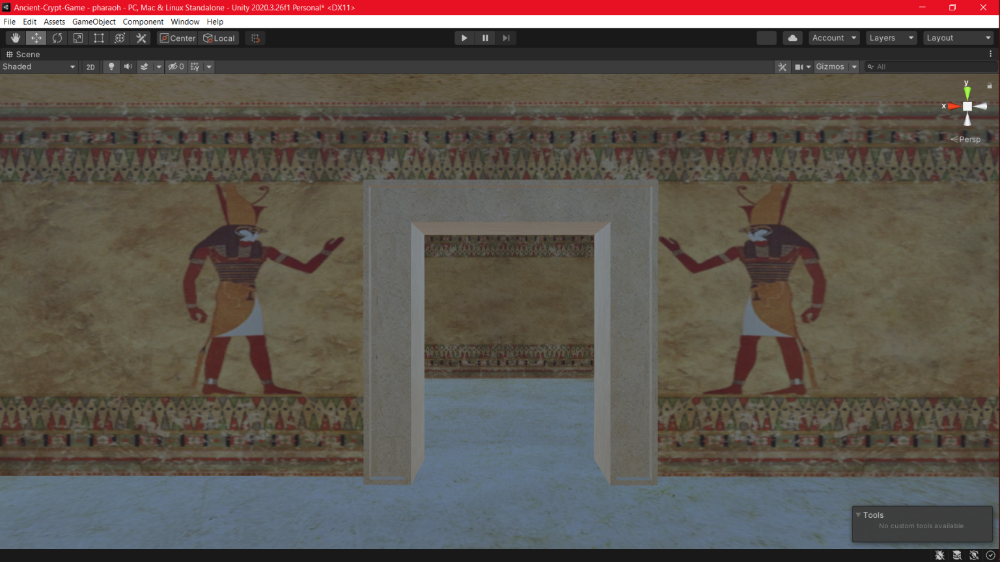 Ancient-Crypt-Game - pharaoh - PC, Mac & Linux Standalone - Unity 2020.3.26f1 Personal* <DX11>
File Edit Assets GameObject Component Window Help
Center Local Account Layers Layout
Scene
Shaded 2D 0 Gizmos All
y
x
Persp
Tools
No custom tools available